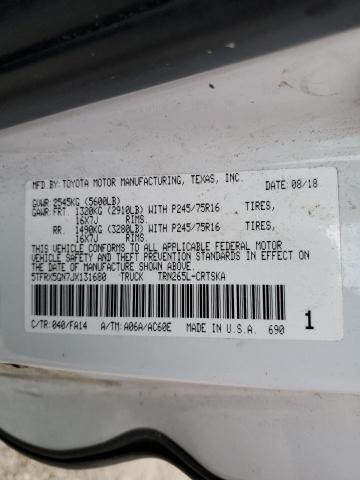 MFD. BY: TOYOTA MOTOR MANUFACTURING, TEXAS, INC. DATE: 08/18
GVWR: 2545KG (5600LB)
GAWR: FRT. 1320KG (2910LB) WITH P245/75R16 TIRES,
16X7J RIMS.
RR. 1490KG (3280LB) WITH P245/75R16 TIRES,
16X7J RIMS.
THIS VEHICLE CONFORMS TO ALL APPLICABLE FEDERAL MOTOR
VEHICLE SAFETY AND THEFT PREVENTION STANDARDS IN EFFECT
ON THE DATE OF MANUFACTURE SHOWN ABOVE.
5TFRX5GN7JX131680 TRUCK TRN265L-CRTSKA
C/TR: 040/FA14 A/TM: A06A/AC60E MADE IN U.S.A. 690 1